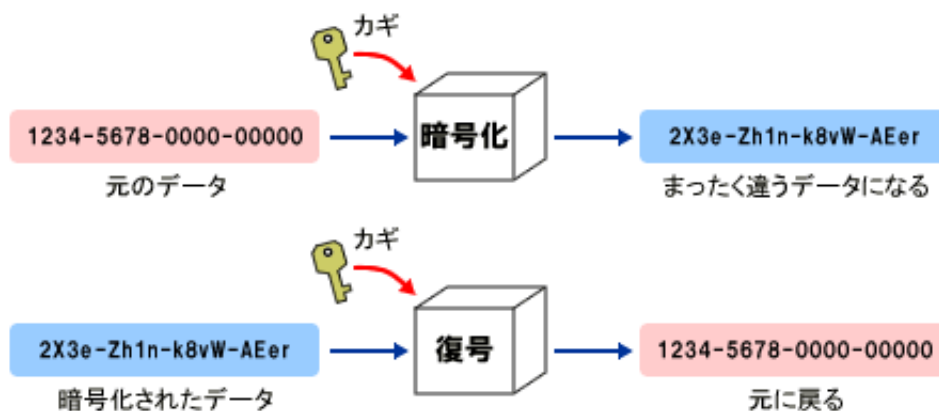 カギ
1234-5678-0000-00000
暗号化
2X3e-Zh1n-k8vW-AEer
元のデータ
まったく違うデータになる
カギ
2X3e-Zh1n-k8vW-AEer
復号
1234-5678-0000-00000
暗号化されたデータ
元に戻る